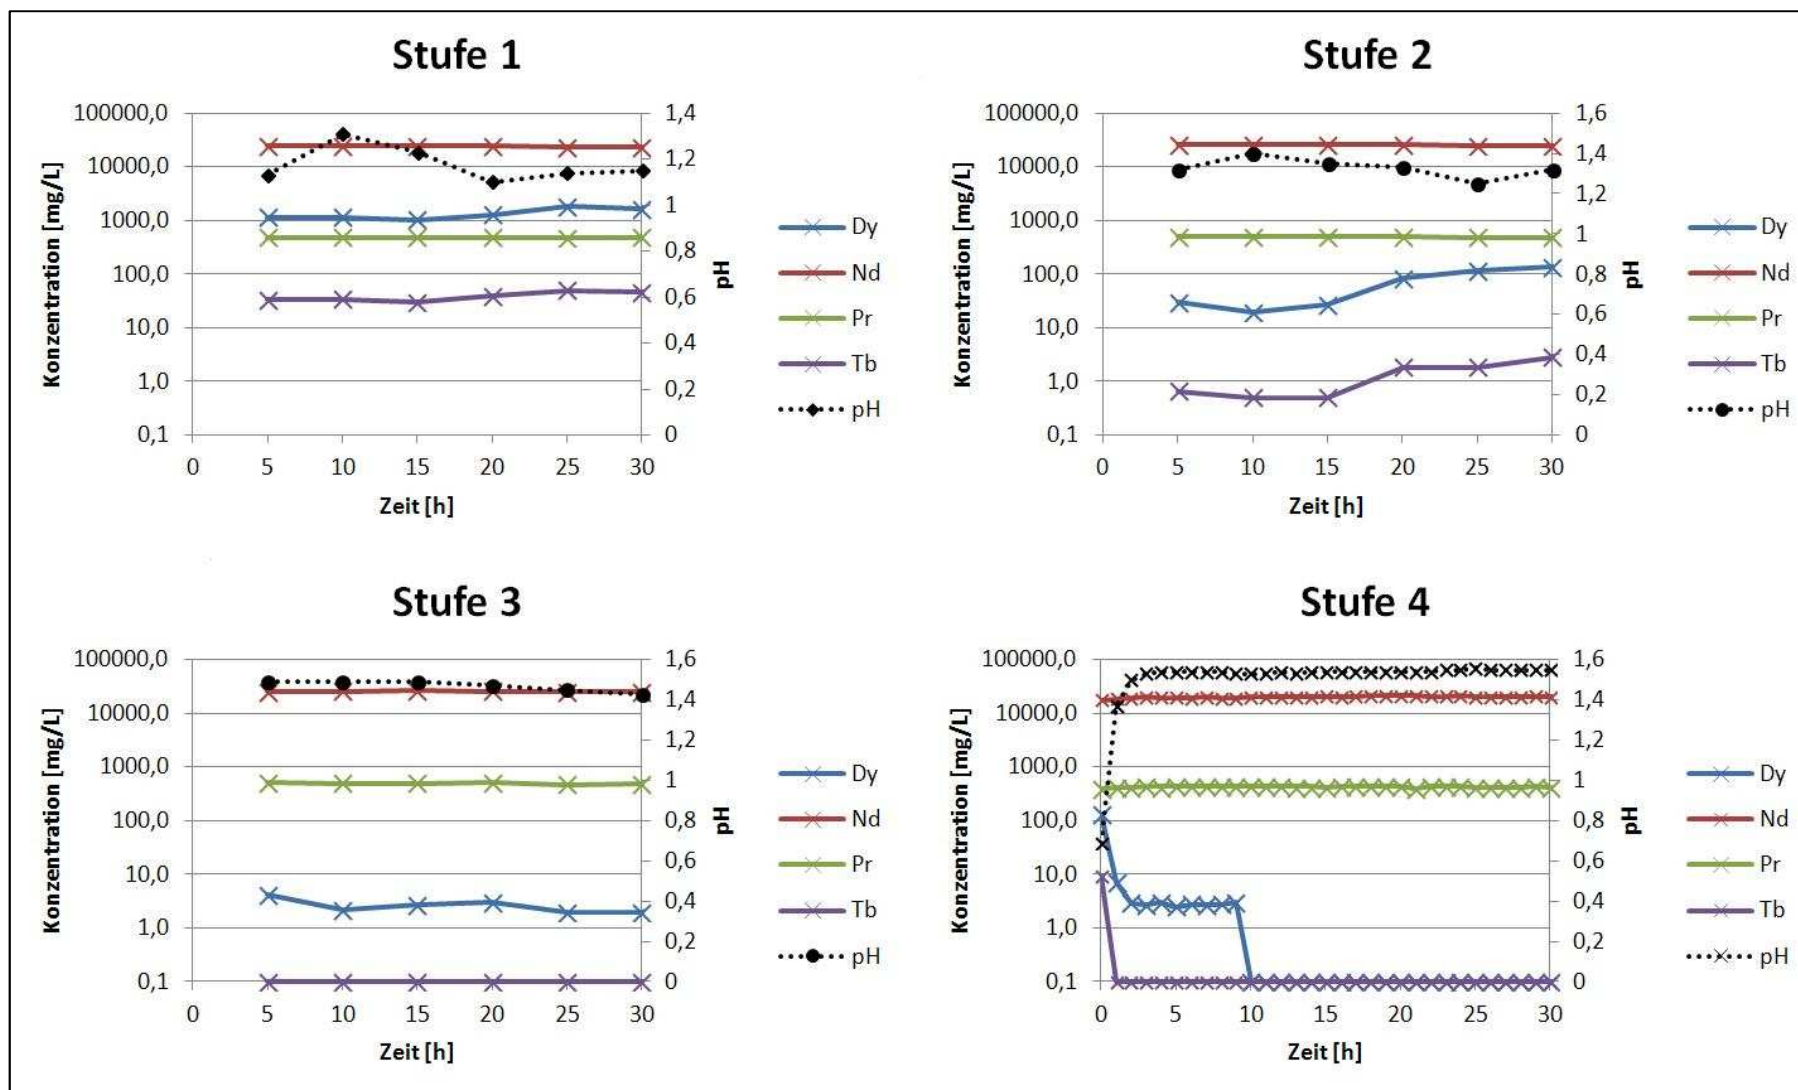 Stufe 1
100000,0
10000,0
1000,0
100,0
10,0
1,0
0,1
Konzentration [mg/L]
1,4
1,2
1
0,8
0,6
0,4
0,2
0
pH
0 5 10 15 20 25 30
Zeit [h]
Dy
Nd
Pr
Tb
pH
Stufe 2
100000,0
10000,0
1000,0
100,0
10,0
1,0
0,1
Konzentration [mg/L]
1,6
1,4
1,2
1
0,8
0,6
0,4
0,2
0
pH
0 5 10 15 20 25 30
Zeit [h]
Dy
Nd
Pr
Tb
pH
Stufe 3
100000,0
10000,0
1000,0
100,0
10,0
1,0
0,1
Konzentration [mg/L]
1,6
1,4
1,2
1
0,8
0,6
0,4
0,2
0
pH
0 5 10 15 20 25 30
Zeit [h]
Dy
Nd
Pr
Tb
pH
Stufe 4
100000,0
10000,0
1000,0
100,0
10,0
1,0
0,1
Konzentration [mg/L]
1,6
1,4
1,2
1
0,8
0,6
0,4
0,2
0
pH
0 5 10 15 20 25 30
Zeit [h]
Dy
Nd
Pr
Tb
pH